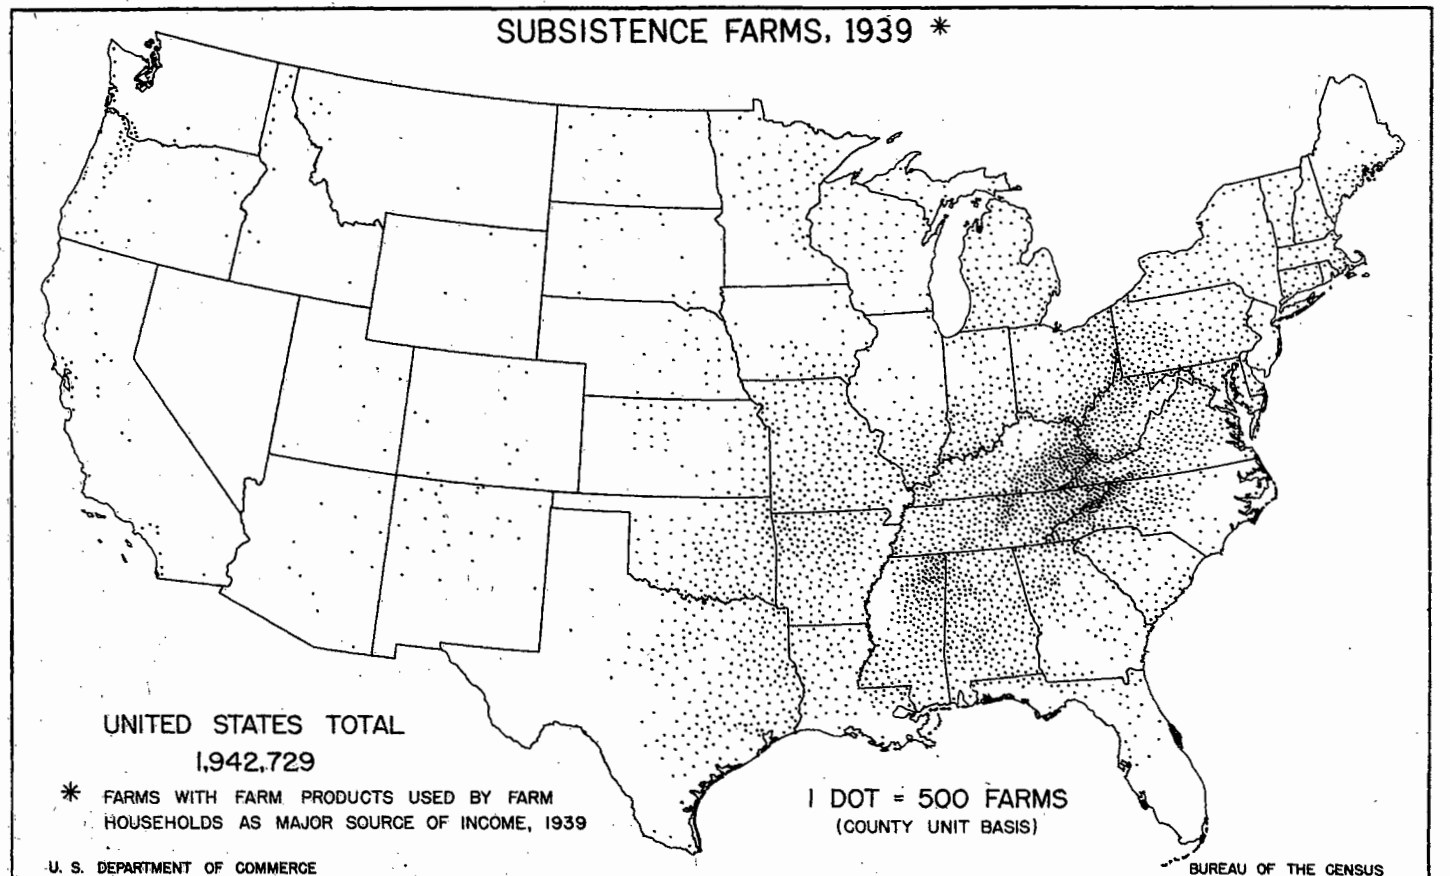 SUBSISTENCE FARMS, 1939 *
UNITED STATES TOTAL
1,942,729
* FARMS WITH FARM PRODUCTS USED BY FARM
HOUSEHOLDS AS MAJOR SOURCE OF INCOME, 1939
1 DOT = 500 FARMS
(COUNTY UNIT BASIS)
U. S. DEPARTMENT OF COMMERCE
BUREAU OF THE CENSUS